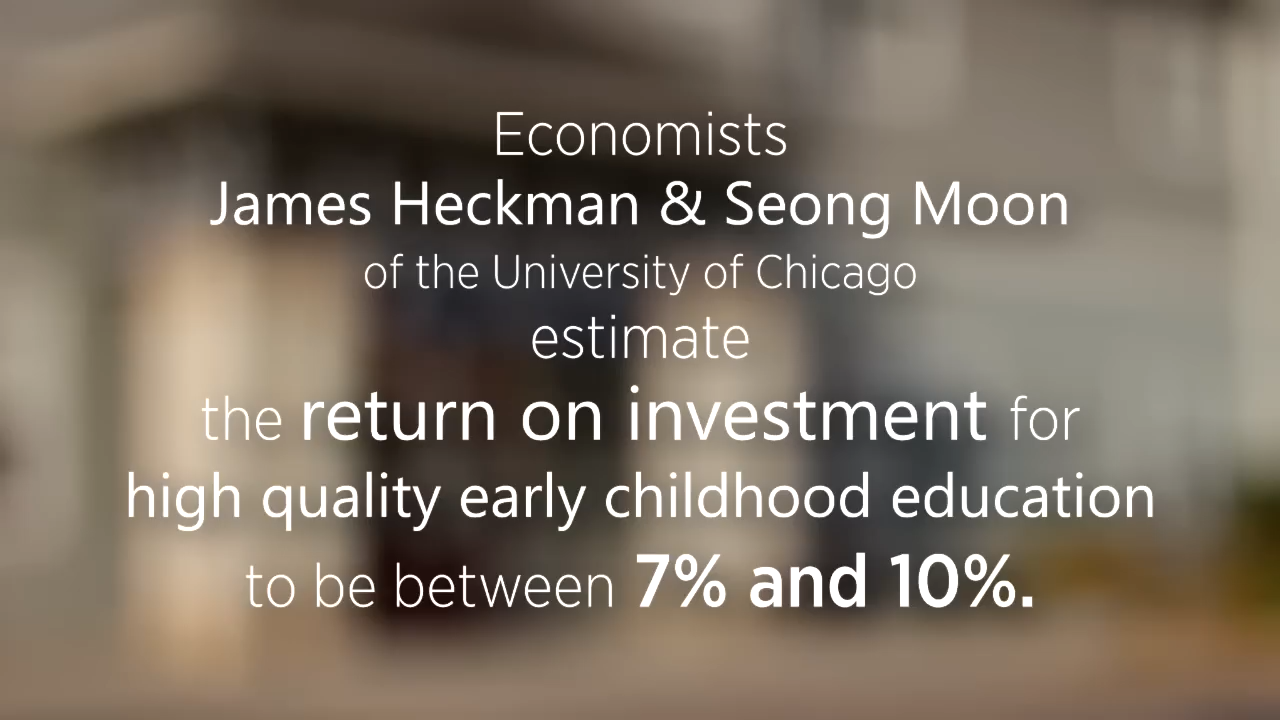 Economists
James Heckman & Seong Moon
of the University of Chicago
estimate
the return on investment for
high quality early childhood education
to be between 7% and 10%.